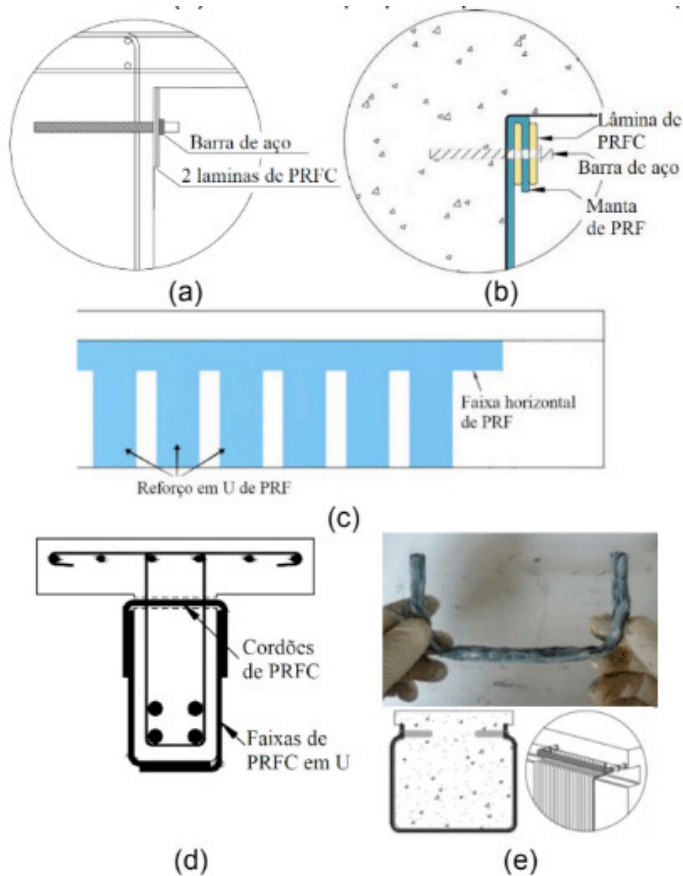 Barra de aço
2 laminas de PRFC
(a)
Lâmina de
PRFC
Barra de aço
Manta
de PRF
(b)
Faixa horizontal
de PRF
Reforço em U de PRF
(c)
Cordões
de PRFC
Faixas de
PRFC em U
(d)
(e)